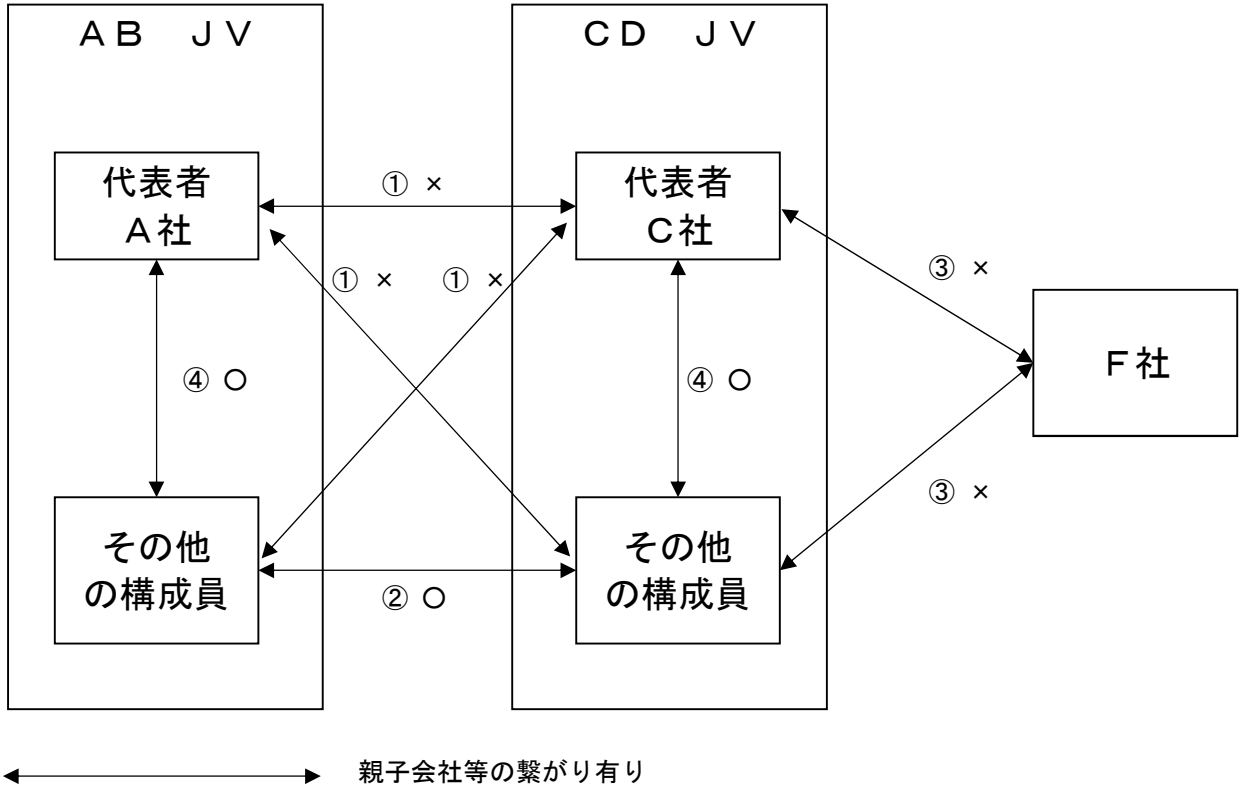 ＡＢ　ＪＶ
ＣＤ　ＪＶ
代表者
Ａ社
① ×
代表者
Ｃ社
① ×
① ×
③ ×
Ｆ社
④ ○
④ ○
③ ×
その他
の構成員
② ○
その他
の構成員
親子会社等の繋がり有り